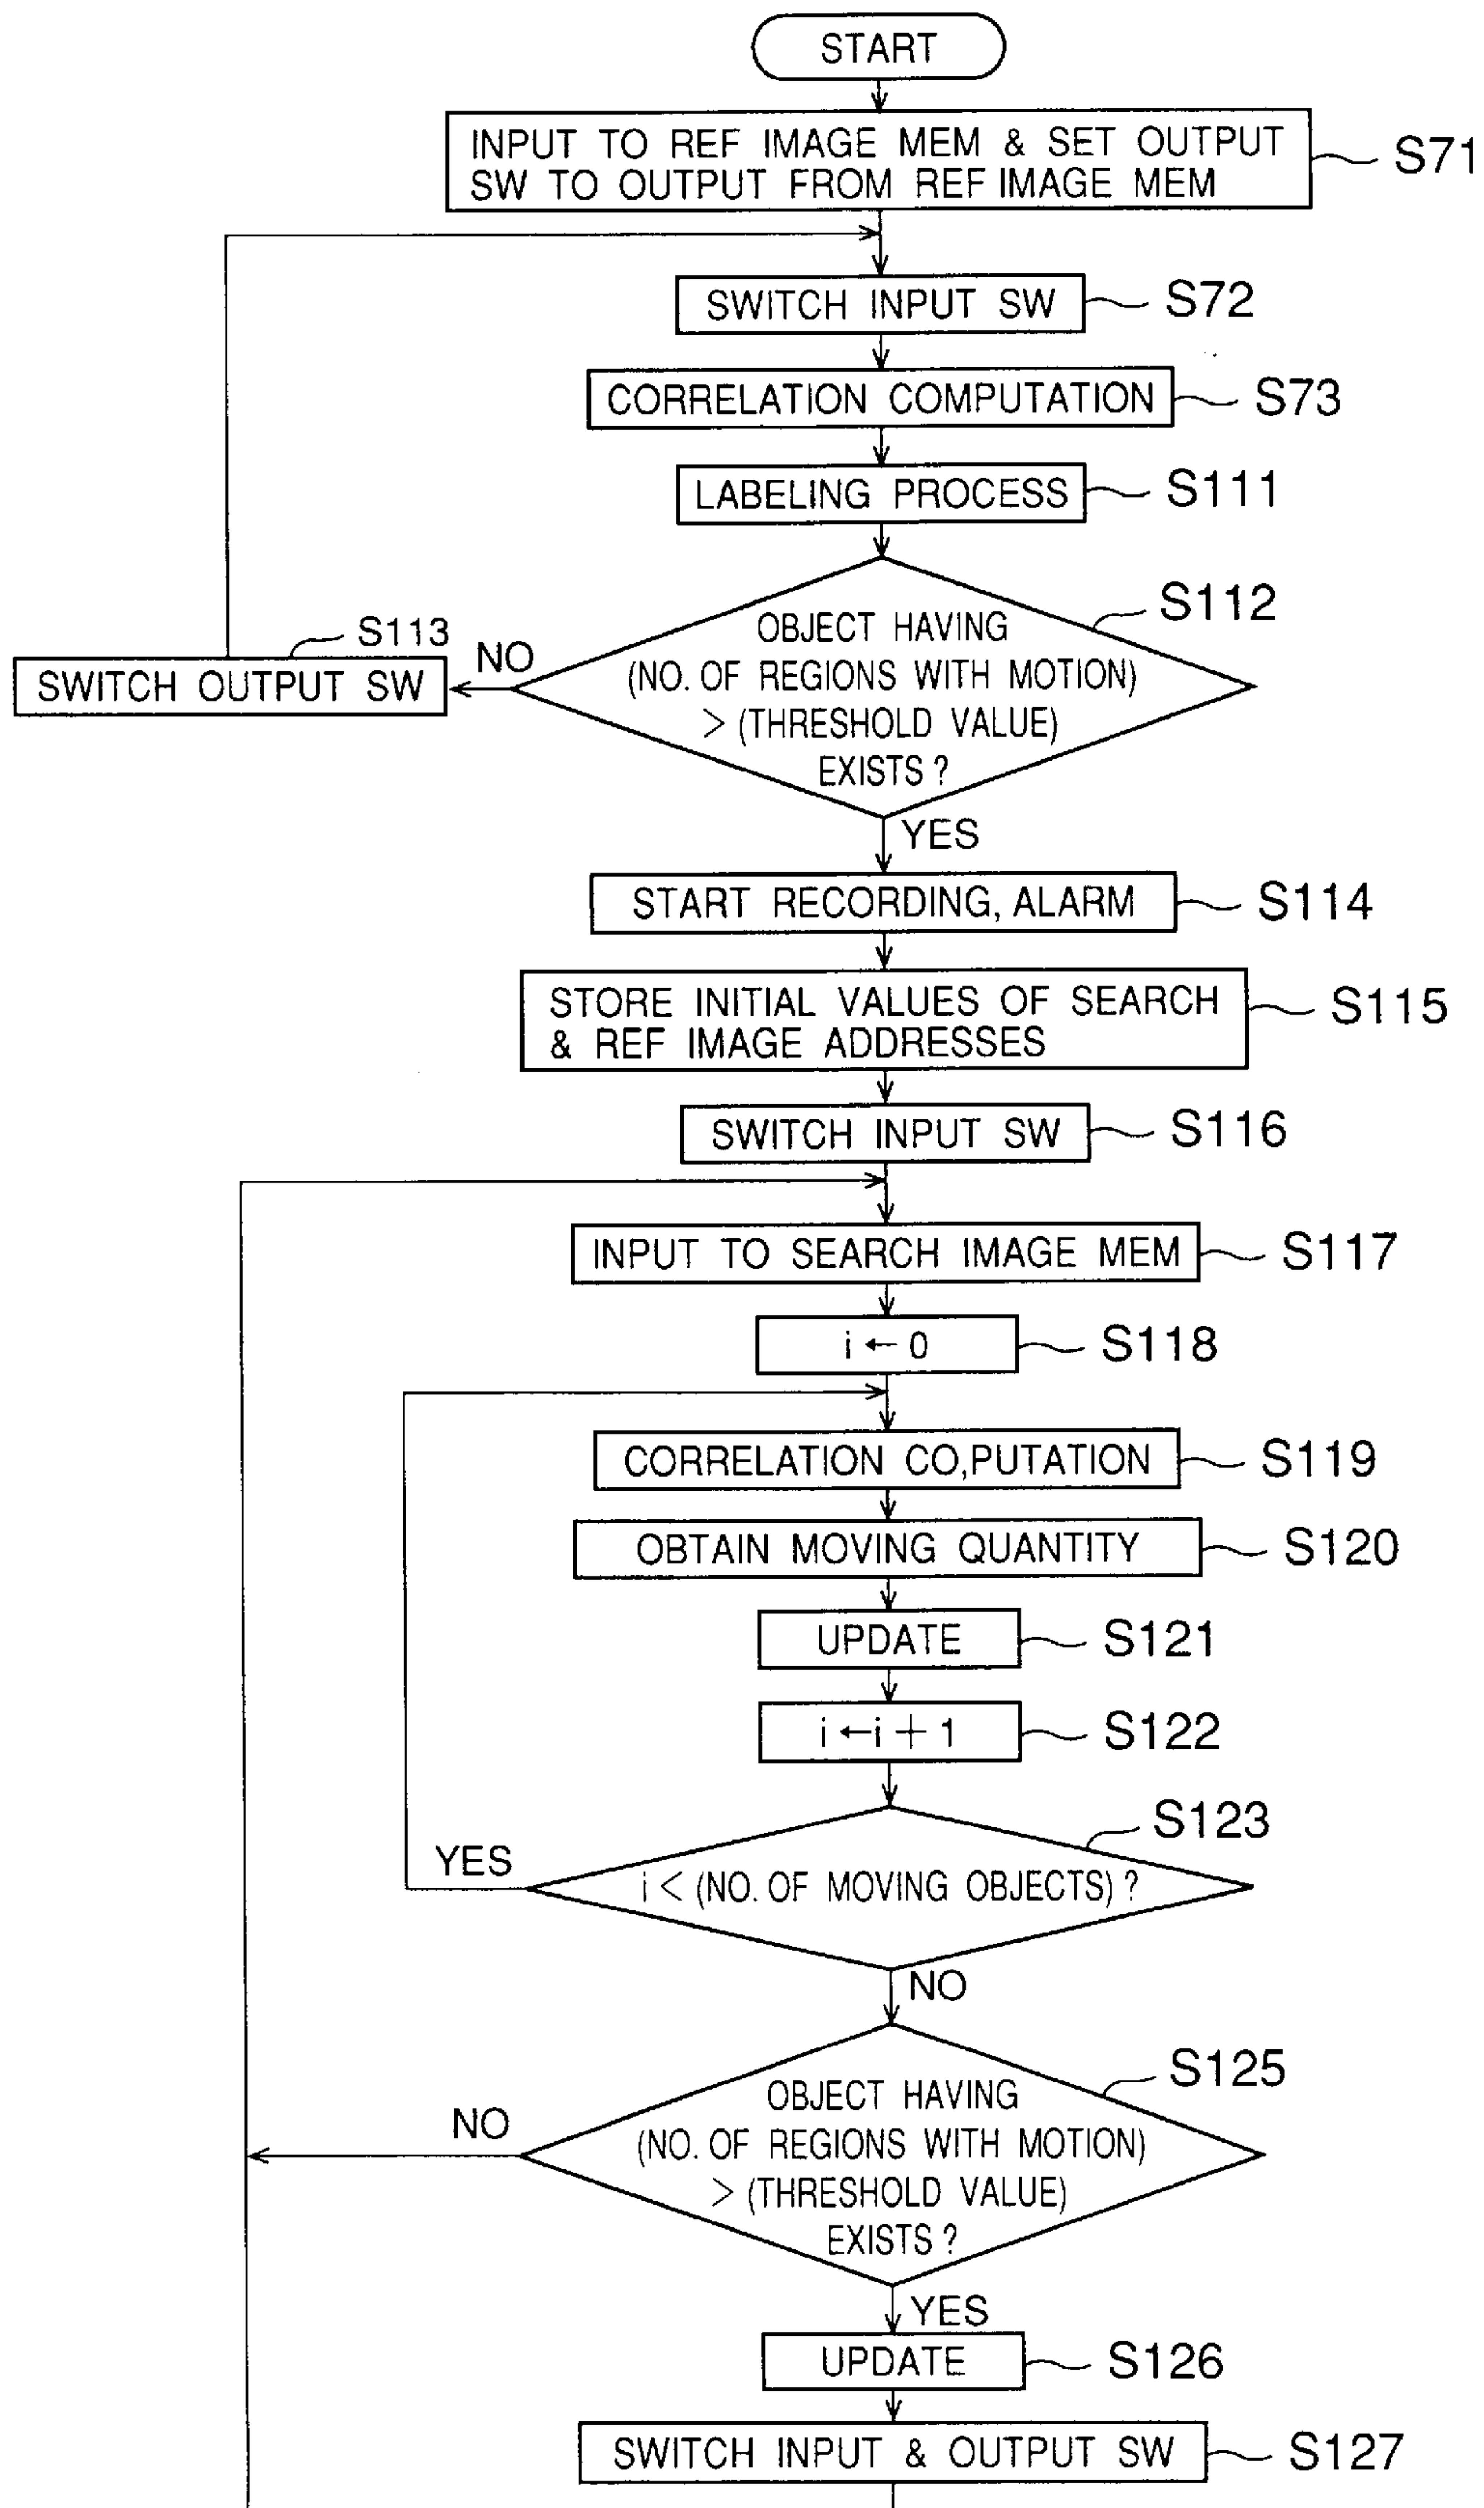 START
INPUT TO REF IMAGE MEM & SET OUTPUT
SW TO OUTPUT FROM REF IMAGE MEM
S71
SWITCH INPUT SW
S72
CORRELATION COMPUTATION
S73
LABELING PROCESS
S111
S112
OBJECT HAVING
(NO. OF REGIONS WITH MOTION)
> (THRESHOLD VALUE)
EXISTS?
S113
NO
SWITCH OUTPUT SW
YES
START RECORDING, ALARM
S114
STORE INITIAL VALUES OF SEARCH
& REF IMAGE ADDRESSES
S115
SWITCH INPUT SW
S116
INPUT TO SEARCH IMAGE MEM
S117
i ← 0
S118
CORRELATION CO,PUTATION
S119
OBTAIN MOVING QUANTITY
S120
UPDATE
S121
i ← i + 1
S122
S123
YES
i < (NO. OF MOVING OBJECTS) ?
NO
S125
OBJECT HAVING
NO
(NO. OF REGIONS WITH MOTION)
> (THRESHOLD VALUE)
EXISTS?
YES
UPDATE
S126
SWITCH INPUT & OUTPUT SW
S127